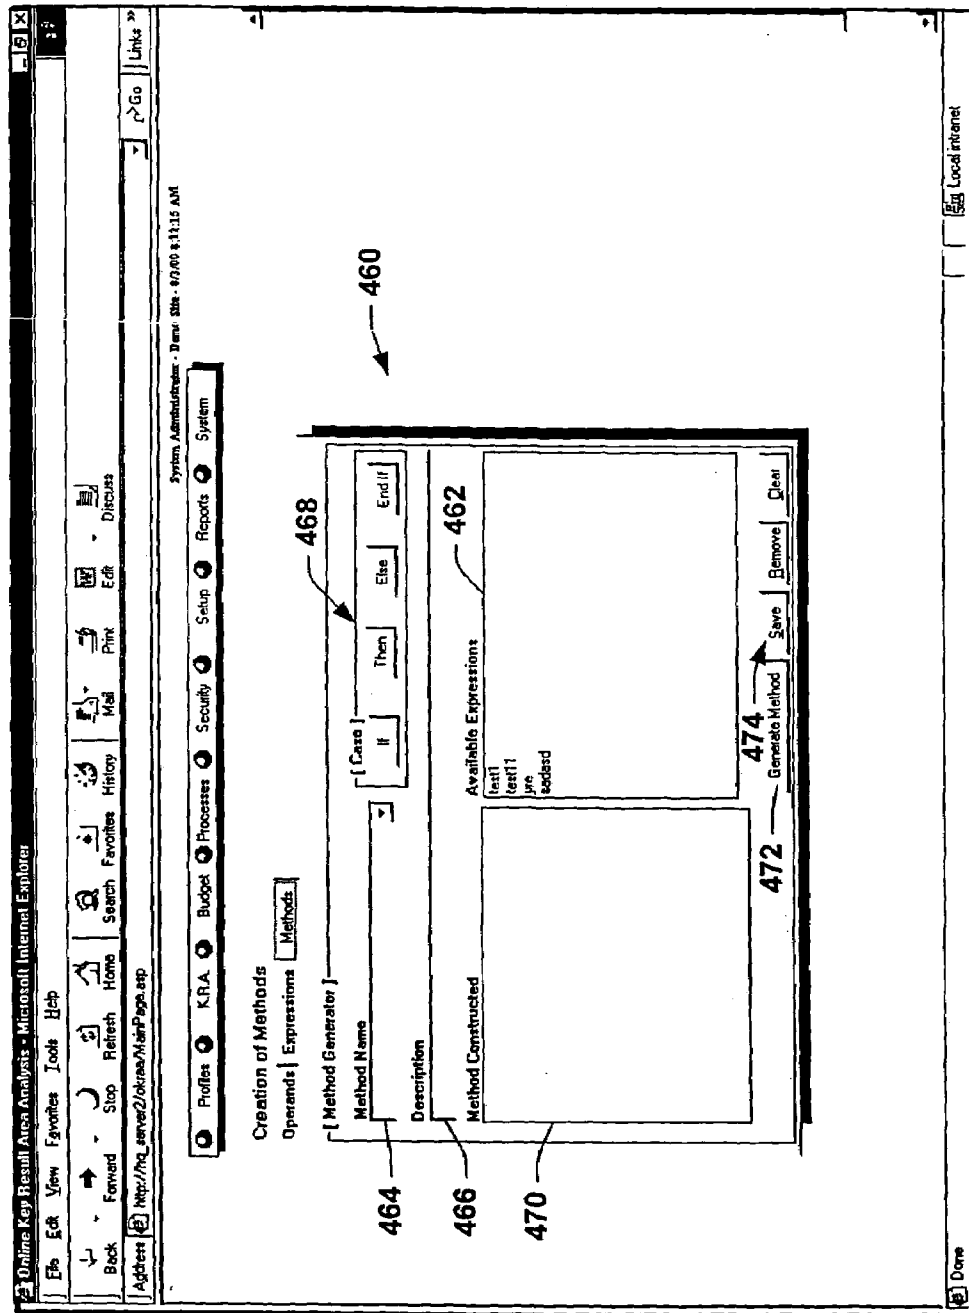 Online Key Result Area Analysis - Microsoft Internet Explorer
File Edit View Favorites Tools Help
Back Forward Stop Refresh Home Search Favorites History Mail Print Edit Discuss
Address http://hq_server2/okraa/MainPage.asp Go Links »
System Administrator - Demo Site -
Profiles K.R.A. Budget Processes Security Setup Reports System
Creation of Methods
Operands | Expressions Methods
460
[ Method Generator ]
468
Method Name
[ Case ]
If Then Else End If
464
Description
466
Method Constructed
Available Expressions
462
test1
test11
yre
sadasd
470
472
474
Generate Method Save Remove Clear
Done
Local intranet